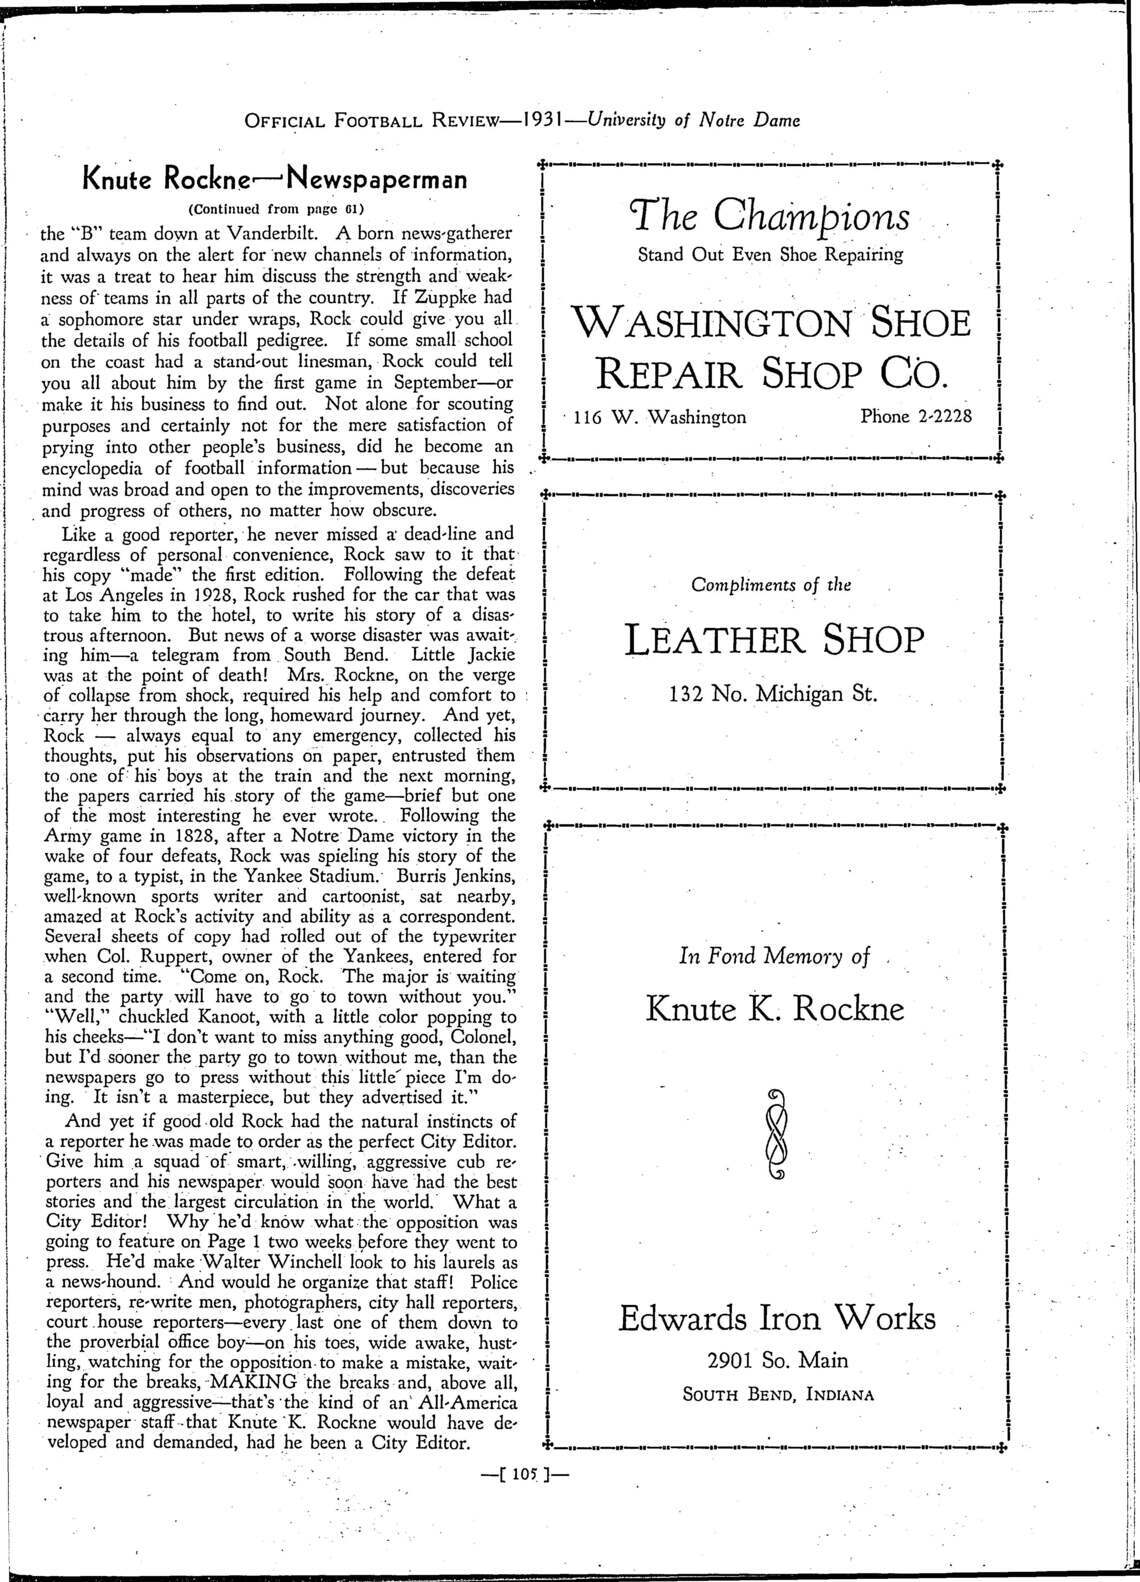 OFFICIAL FOOTBALL REVIEW—1931—University of Notre Dame
Knute Rockne—Newspaperman
(Continued from page 61)
the "B" team down at Vanderbilt. A born news-gatherer
and always on the alert for new channels of information,
it was a treat to hear him discuss the strength and weak-
ness of teams in all parts of the country. If Zuppke had
a sophomore star under wraps, Rock could give you all
the details of his football pedigree. If some small school
on the coast had a stand-out linesman, Rock could tell
you all about him by the first game in September—or
make it his business to find out. Not alone for scouting
purposes and certainly not for the mere satisfaction of
prying into other people's business, did he become an
encyclopedia of football information — but because his
mind was broad and open to the improvements, discoveries
and progress of others, no matter how obscure.
Like a good reporter, he never missed a dead-line and
regardless of personal convenience, Rock saw to it that
his copy "made" the first edition. Following the defeat
at Los Angeles in 1928, Rock rushed for the car that was
to take him to the hotel, to write his story of a disas-
trous afternoon. But news of a worse disaster was await-
ing him—a telegram from South Bend. Little Jackie
was at the point of death! Mrs. Rockne, on the verge
of collapse from shock, required his help and comfort to
carry her through the long, homeward journey. And yet,
Rock — always equal to any emergency, collected his
thoughts, put his observations on paper, entrusted them
to one of his boys at the train and the next morning,
the papers carried his story of the game—brief but one
of the most interesting he ever wrote. Following the
Army game in 1828, after a Notre Dame victory in the
wake of four defeats, Rock was spieling his story of the
game, to a typist, in the Yankee Stadium. Burris Jenkins,
well-known sports writer and cartoonist, sat nearby,
amazed at Rock's activity and ability as a correspondent.
Several sheets of copy had rolled out of the typewriter
when Col. Ruppert, owner of the Yankees, entered for
a second time. "Come on, Rock. The major is waiting
and the party will have to go to town without you."
"Well," chuckled Kanoot, with a little color popping to
his cheeks—"I don't want to miss anything good, Colonel,
but I'd sooner the party go to town without me, than the
newspapers go to press without this little piece I'm do-
ing. It isn't a masterpiece, but they advertised it."
And yet if good old Rock had the natural instincts of
a reporter he was made to order as the perfect City Editor.
Give him a squad of smart, willing, aggressive cub re-
porters and his newspaper would soon have had the best
stories and the largest circulation in the world. What a
City Editor! Why he'd know what the opposition was
going to feature on Page 1 two weeks before they went to
press. He'd make Walter Winchell look to his laurels as
a news-hound. And would he organize that staff! Police
reporters, re-write men, photographers, city hall reporters,
court house reporters—every last one of them down to
the proverbial office boy—on his toes, wide awake, hust-
ling, watching for the opposition to make a mistake, wait-
ing for the breaks, MAKING the breaks and, above all,
loyal and aggressive—that's the kind of an All-America
newspaper staff that Knute K. Rockne would have de-
veloped and demanded, had he been a City Editor.
The Champions
Stand Out Even Shoe Repairing
WASHINGTON SHOE
REPAIR SHOP CO.
116 W. Washington Phone 2-2228
Compliments of the
LEATHER SHOP
132 No. Michigan St.
In Fond Memory of
Knute K. Rockne
Edwards Iron Works
2901 So. Main
SOUTH BEND, INDIANA
—[ 105 ]—